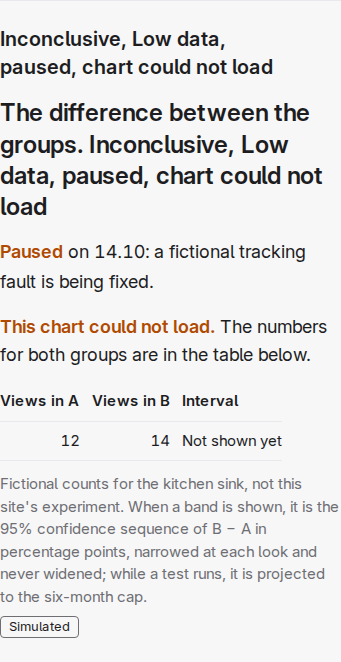 Inconclusive, Low data,
paused, chart could not load
The difference between the
groups. Inconclusive, Low
data, paused, chart could not
load
Paused on 14.10: a fictional tracking
fault is being fixed.
This chart could not load. The numbers
for both groups are in the table below.
Views in A Views in B Interval
12 14 Not shown yet
Fictional counts for the kitchen sink, not this
site's experiment. When a band is shown, it is the
95% confidence sequence of B − A in
percentage points, narrowed at each look and
never widened; while a test runs, it is projected
to the six-month cap.
Simulated